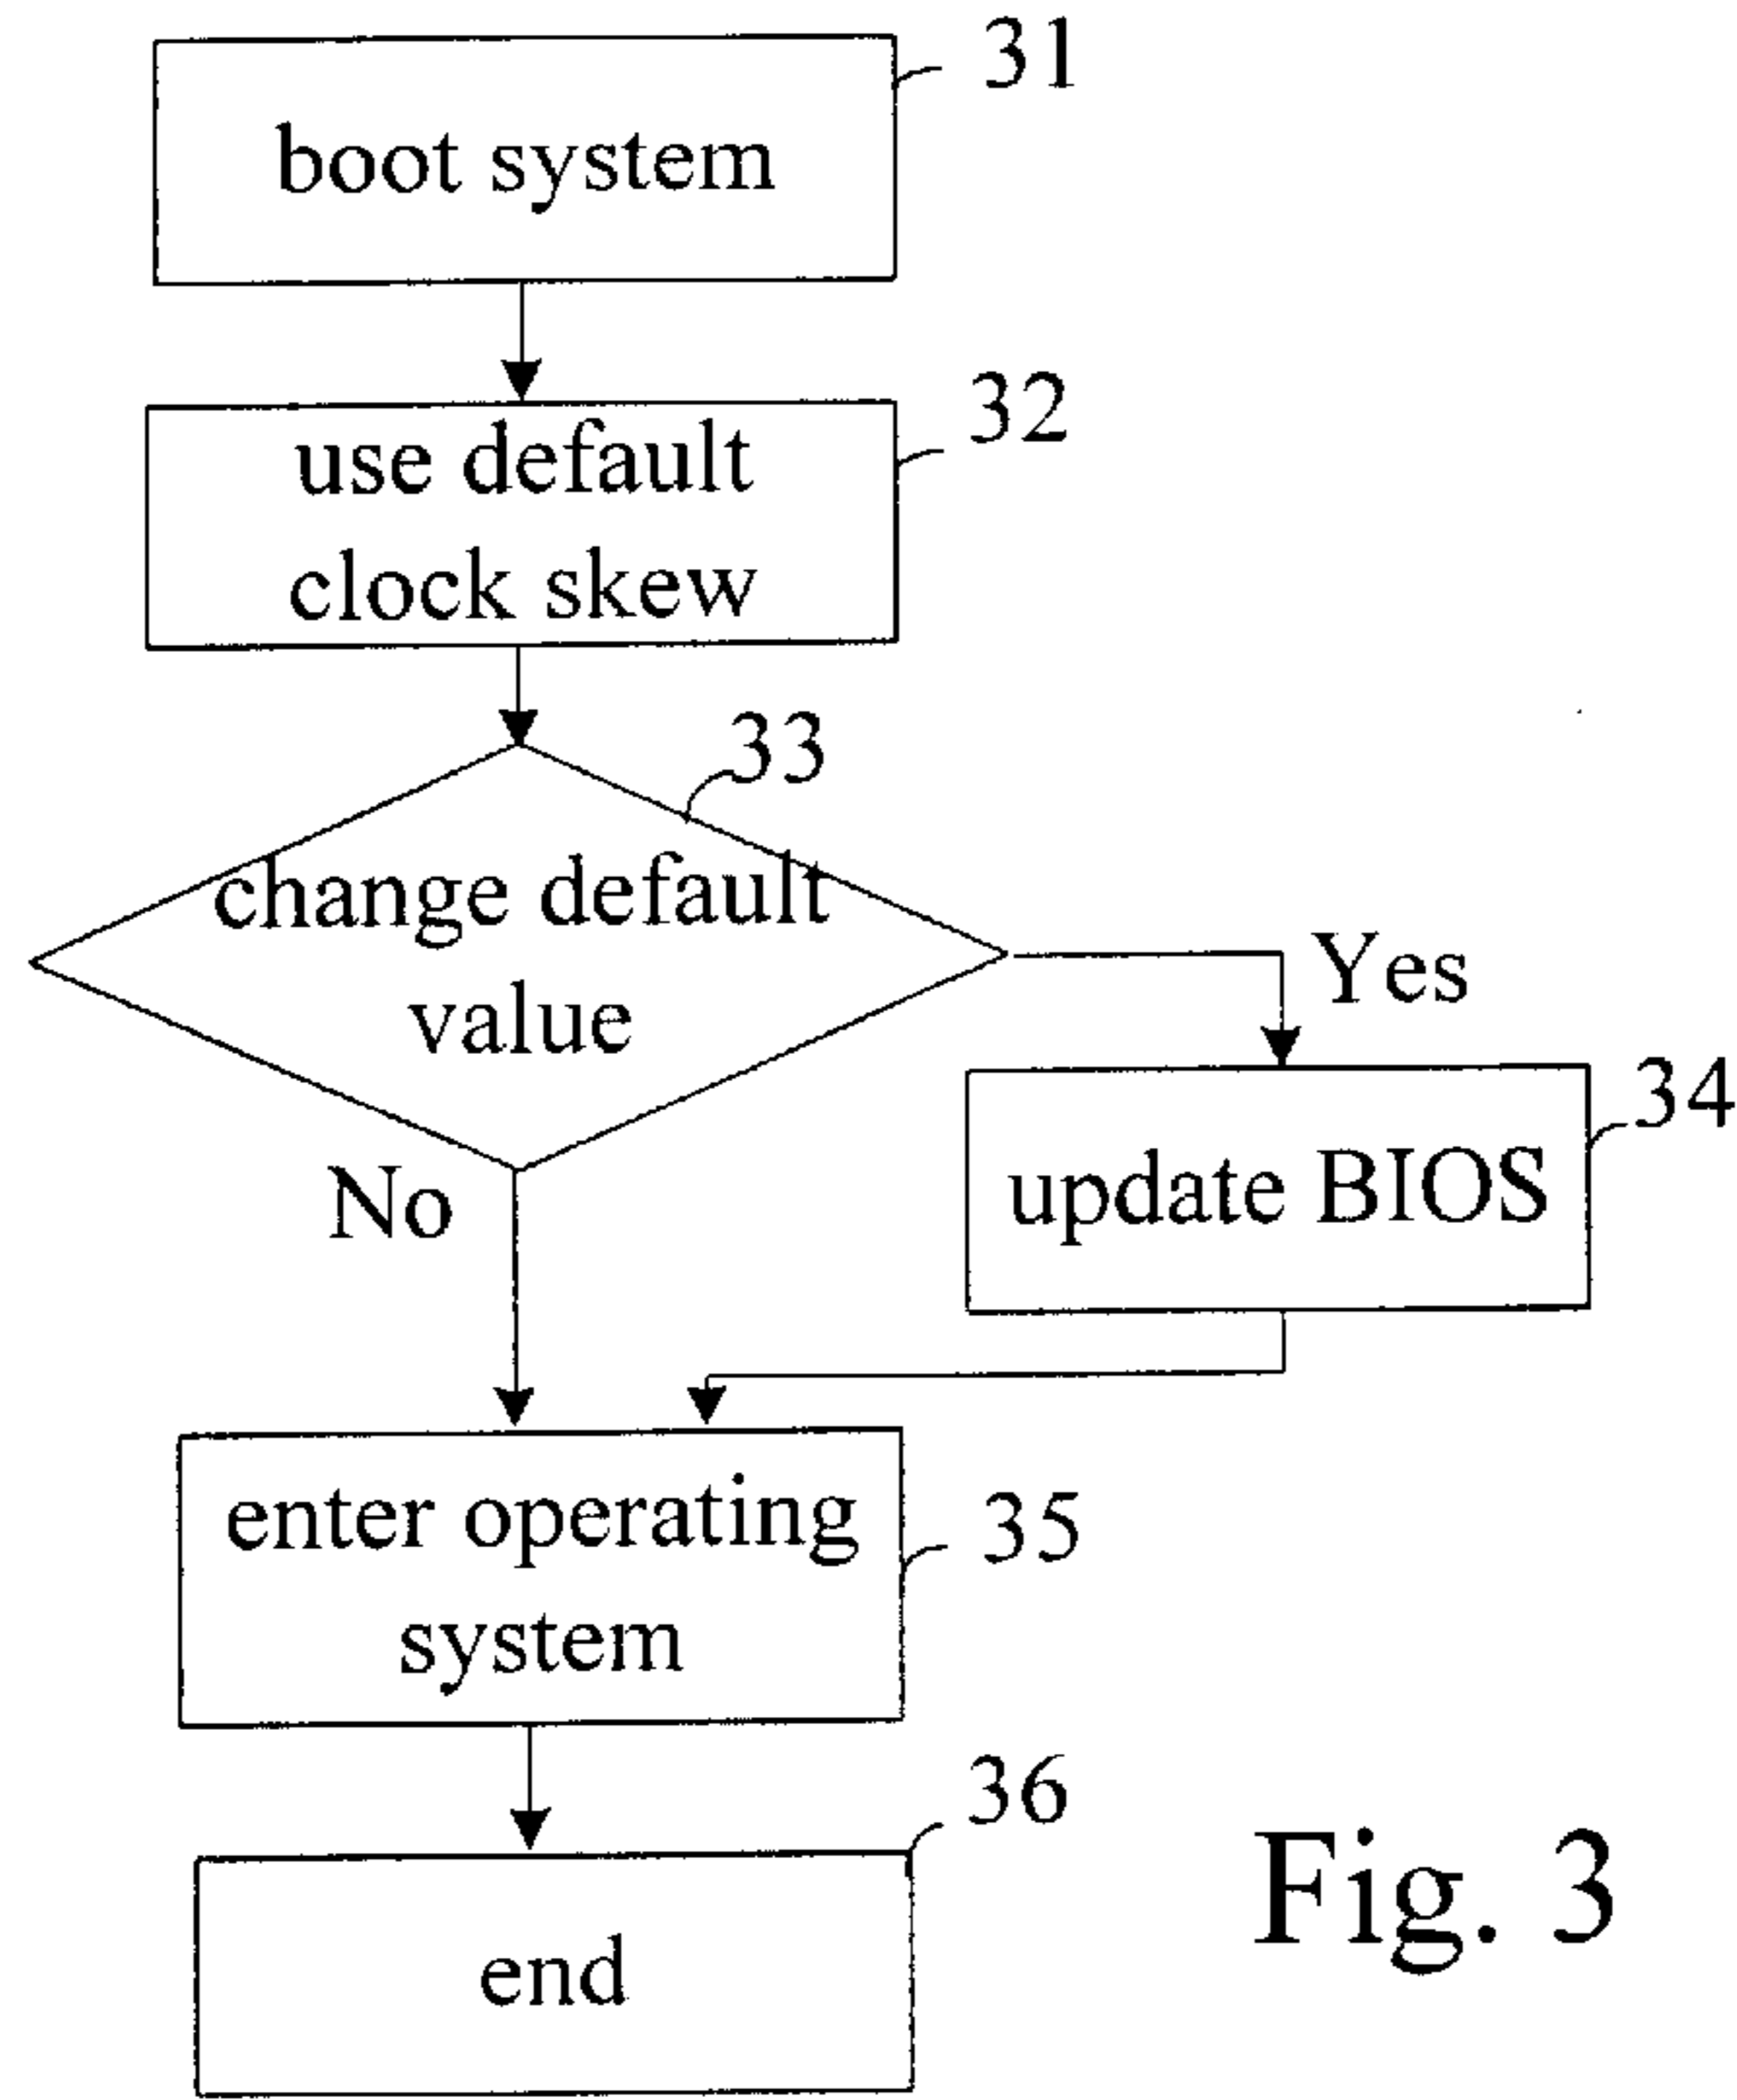 31
boot system
32
use default
clock skew
33
change default
value
Yes
No
34
update BIOS
enter operating
system
35
36
end
Fig. 3